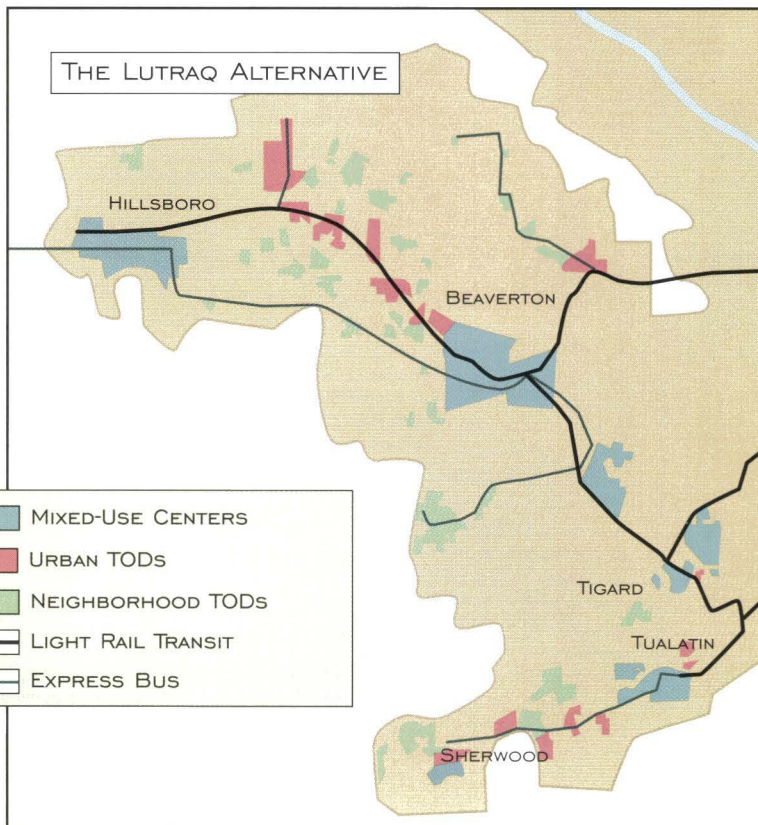 THE LUTRAQ ALTERNATIVE
HILLSBORO
BEAVERTON
MIXED-USE CENTERS
URBAN TODS
NEIGHBORHOOD TODS
LIGHT RAIL TRANSIT
EXPRESS BUS
TIGARD
TUALATIN
SHERWOOD